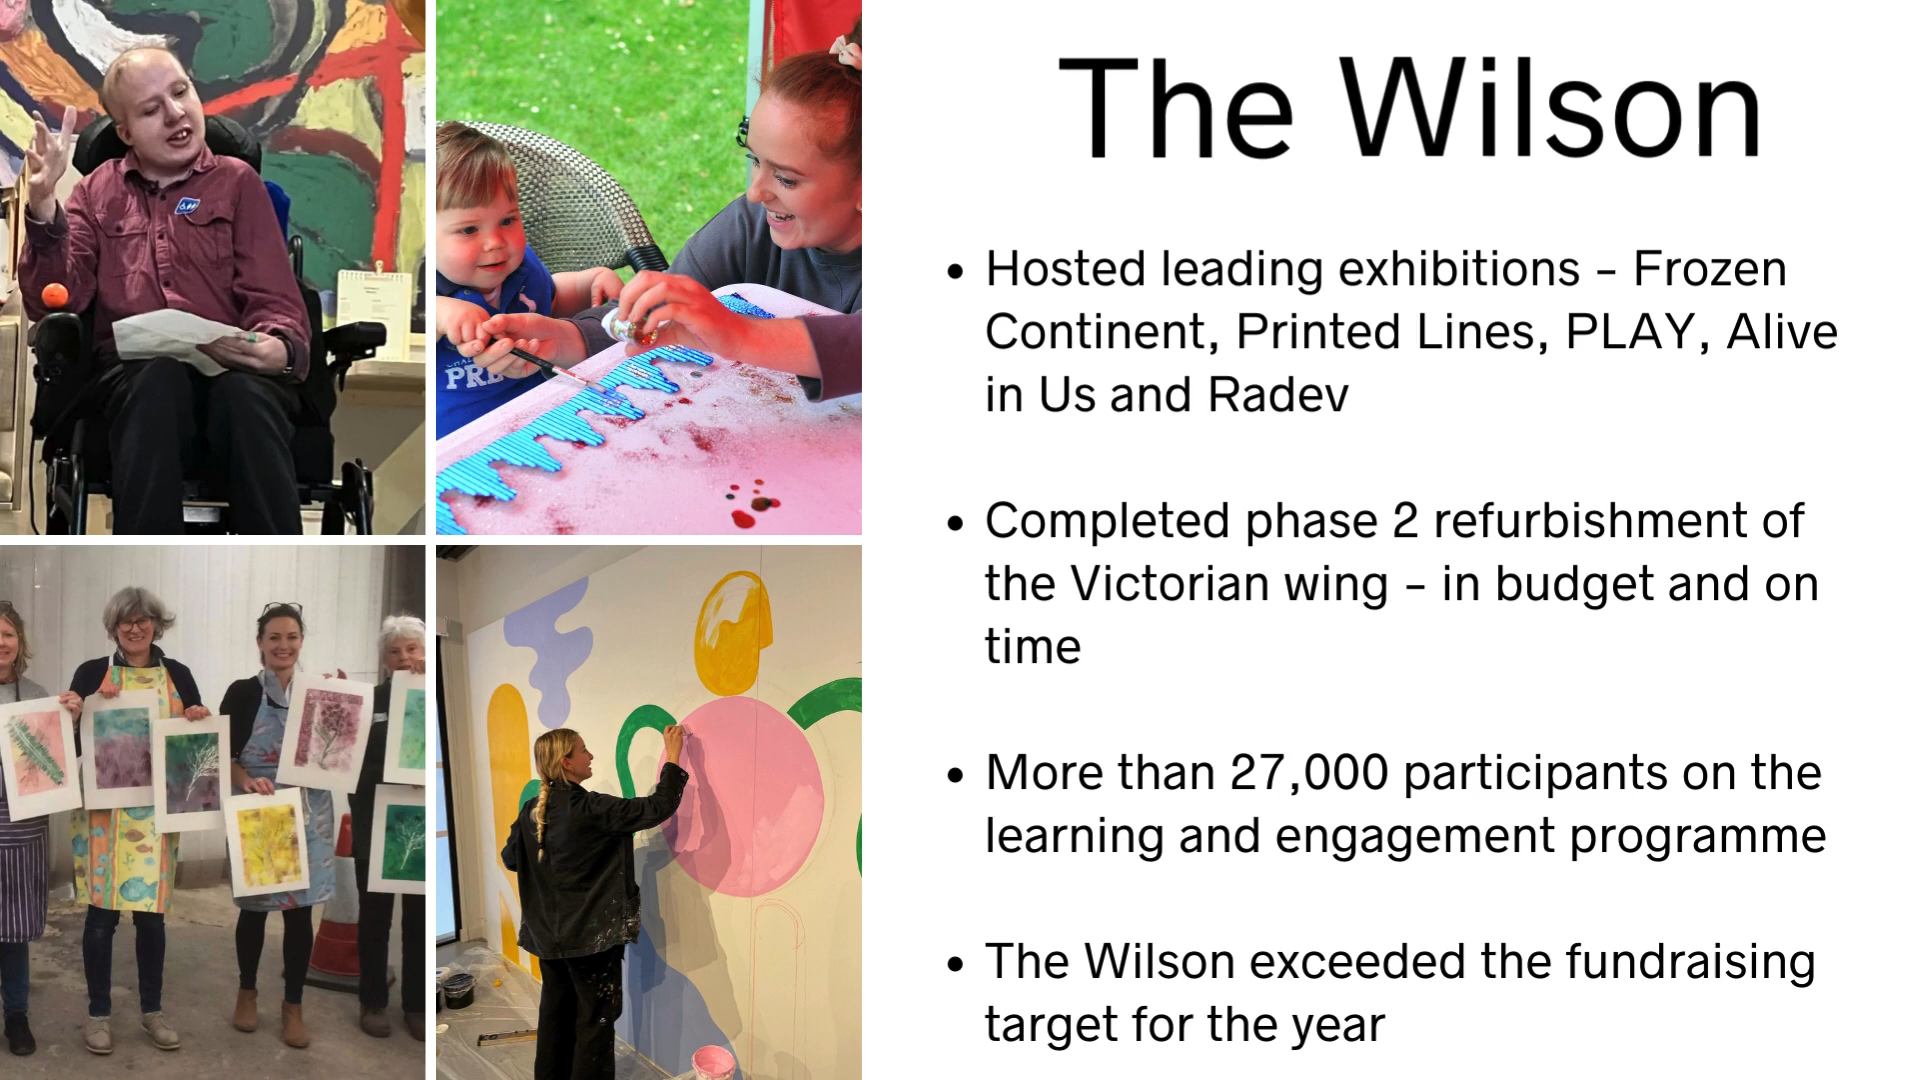 The Wilson
• Hosted leading exhibitions – Frozen
Continent, Printed Lines, PLAY, Alive
in Us and Radev
• Completed phase 2 refurbishment of
the Victorian wing – in budget and on
time
• More than 27,000 participants on the
learning and engagement programme
• The Wilson exceeded the fundraising
target for the year